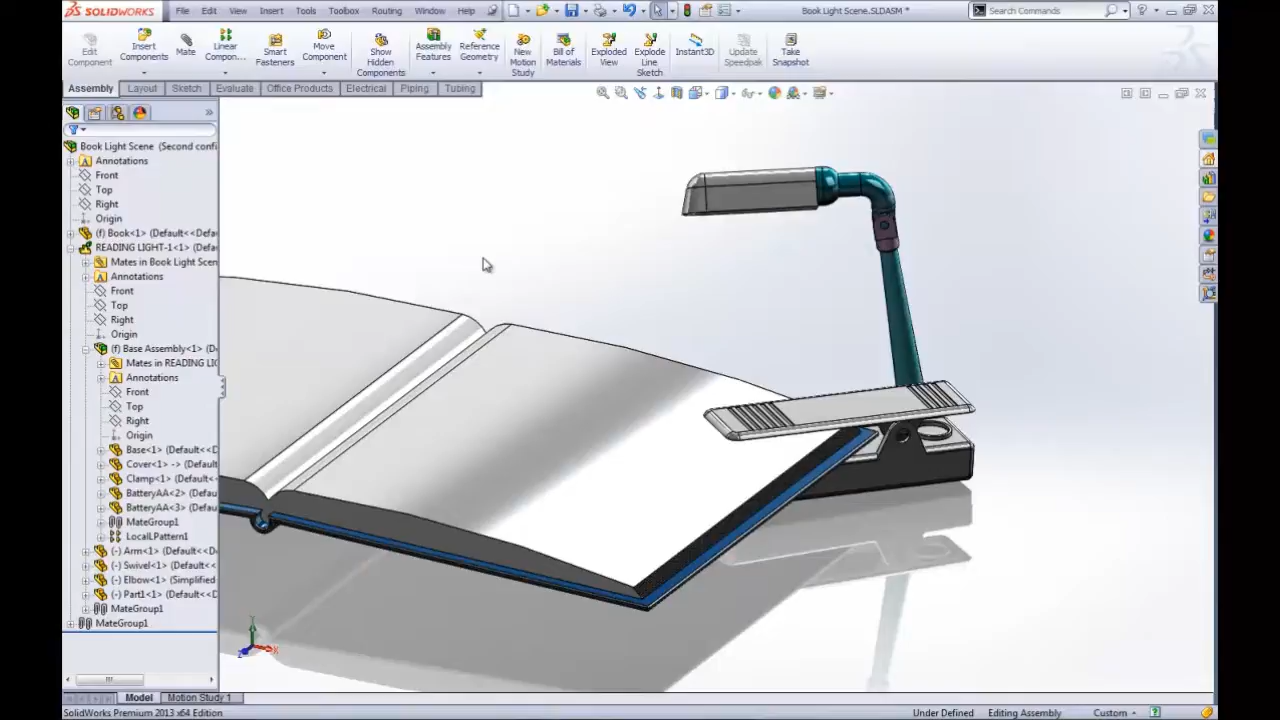 SOLIDWORKS File Edit View Insert Tools Toolbox Routing Window Help Book Light Scene.SLDASM * Search Commands
Edit Component
Insert Components
Mate
Linear Compon...
Smart Fasteners
Move Component
Show Hidden Components
Assembly Features
Reference Geometry
New Motion Study
Bill of Materials
Exploded View
Explode Line Sketch
Instant3D
Update Speedpak
Take Snapshot
Assembly Layout Sketch Evaluate Office Products Electrical Piping Tubing
Book Light Scene (Second confi
Annotations
Front
Top
Right
Origin
(f) Book<1> (Default<<Defa
READING LIGHT-1<1> (Defa
Mates in Book Light Scen
Annotations
Front
Top
Right
Origin
(f) Base Assembly<1> (D
Mates in READING LI
Annotations
Front
Top
Right
Origin
Base<1> (Default<<D
Cover<1> -> (Default
Clamp<1> (Default<<
BatteryAA<2> (Defau
BatteryAA<3> (Defau
MateGroup1
LocalLPattern1
(-) Arm<1> (Default<<D
(-) Swivel<1> (Default<<
(-) Elbow<1> (Simplified
(-) Part1<1> (Default<<D
MateGroup1
MateGroup1
Y
X
Z
Model Motion Study 1
SolidWorks Premium 2013 x64 Edition Under Defined Editing Assembly Custom